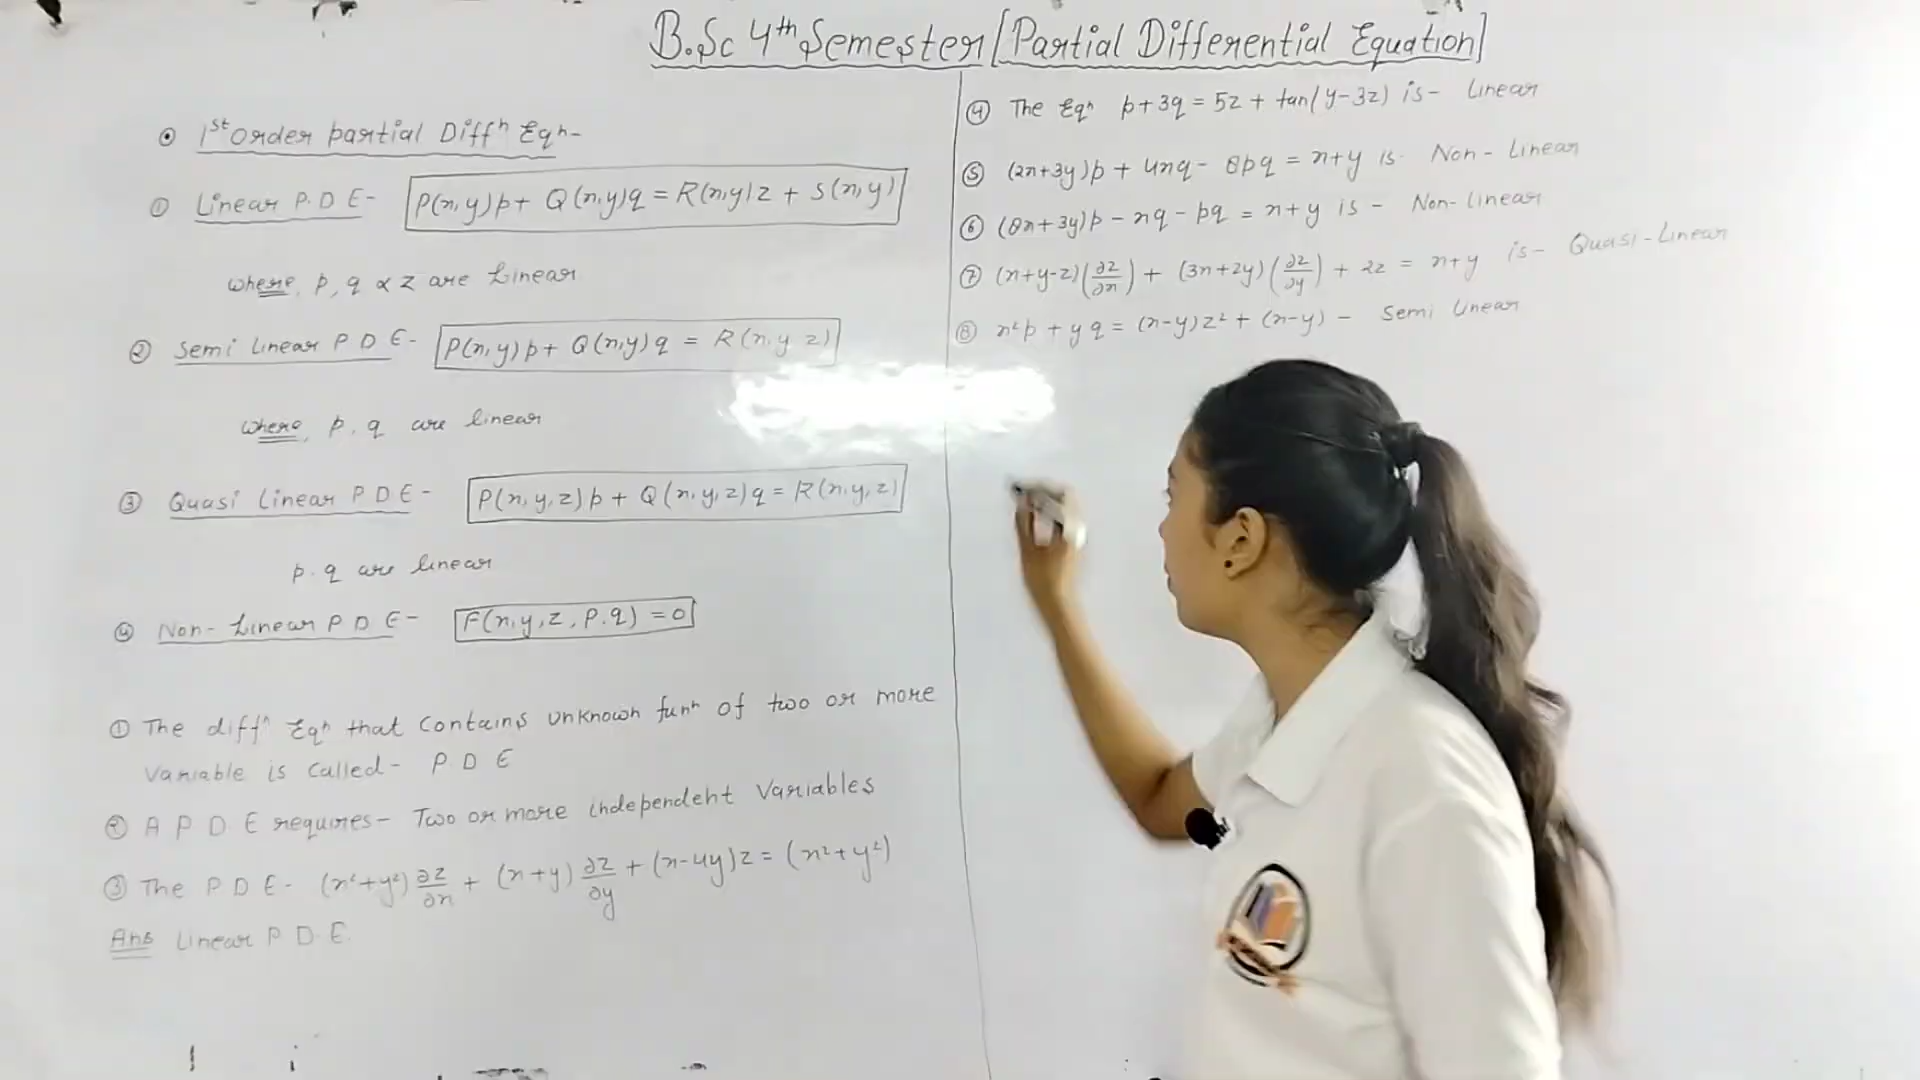 B.Sc 4th Semester [Partial Differential Equation]
⊙ 1st Order partial Diffn Eqn-
① Linear P.D E- P(x,y)p + Q(x,y)q = R(x,y)z + S(x,y)
where, p, q & z are Linear
② Semi Linear P D E- P(x,y)p + Q(x,y)q = R(x,y z)
where, p, q are linear
③ Quasi Linear P D E- P(x,y,z)p + Q(x,y,z)q = R(x,y,z)
p.q are linear
④ Non-Linear P D E- F(x,y,z, p.q) = 0
① The diffn Eqn that contains unknown funn of two or more
variable is called- P.D E
② A P D E requires- Two or more independent Variables
③ The P D E- (x²+y²) ∂z/∂x + (x+y) ∂z/∂y + (x-4y)z = (x²+y²)
Ans Linear P D.E.
④ The Eqn p+3q = 5z + tan(y-3z) is- Linear
⑤ (2x+3y)p + 4xq - 8pq = x+y is- Non-Linear
⑥ (8x+3y)p - xq - pq = x+y is- Non-linear
⑦ (x+y-z)(∂z/∂x) + (3x+2y)(∂z/∂y) + 2z = x+y is- Quasi-Linear
⑧ x²p + yq = (x-y)z² + (x-y) - Semi Linear